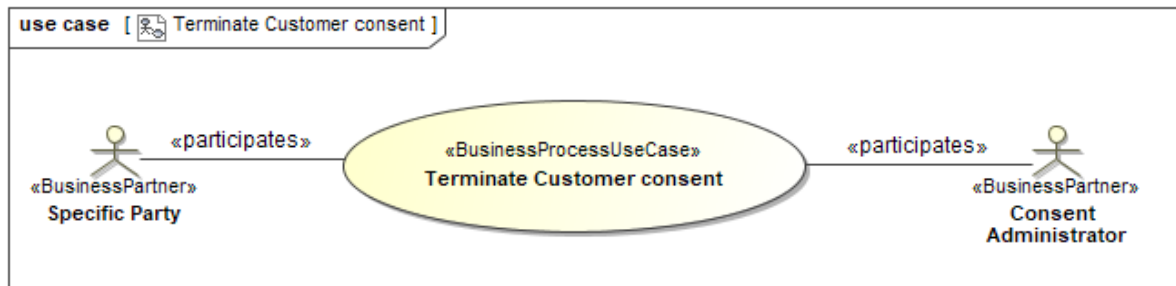 use case [ Terminate Customer consent ]
«participates»
«BusinessProcessUseCase»
Terminate Customer consent
«participates»
«BusinessPartner»
Specific Party
«BusinessPartner»
Consent
Administrator